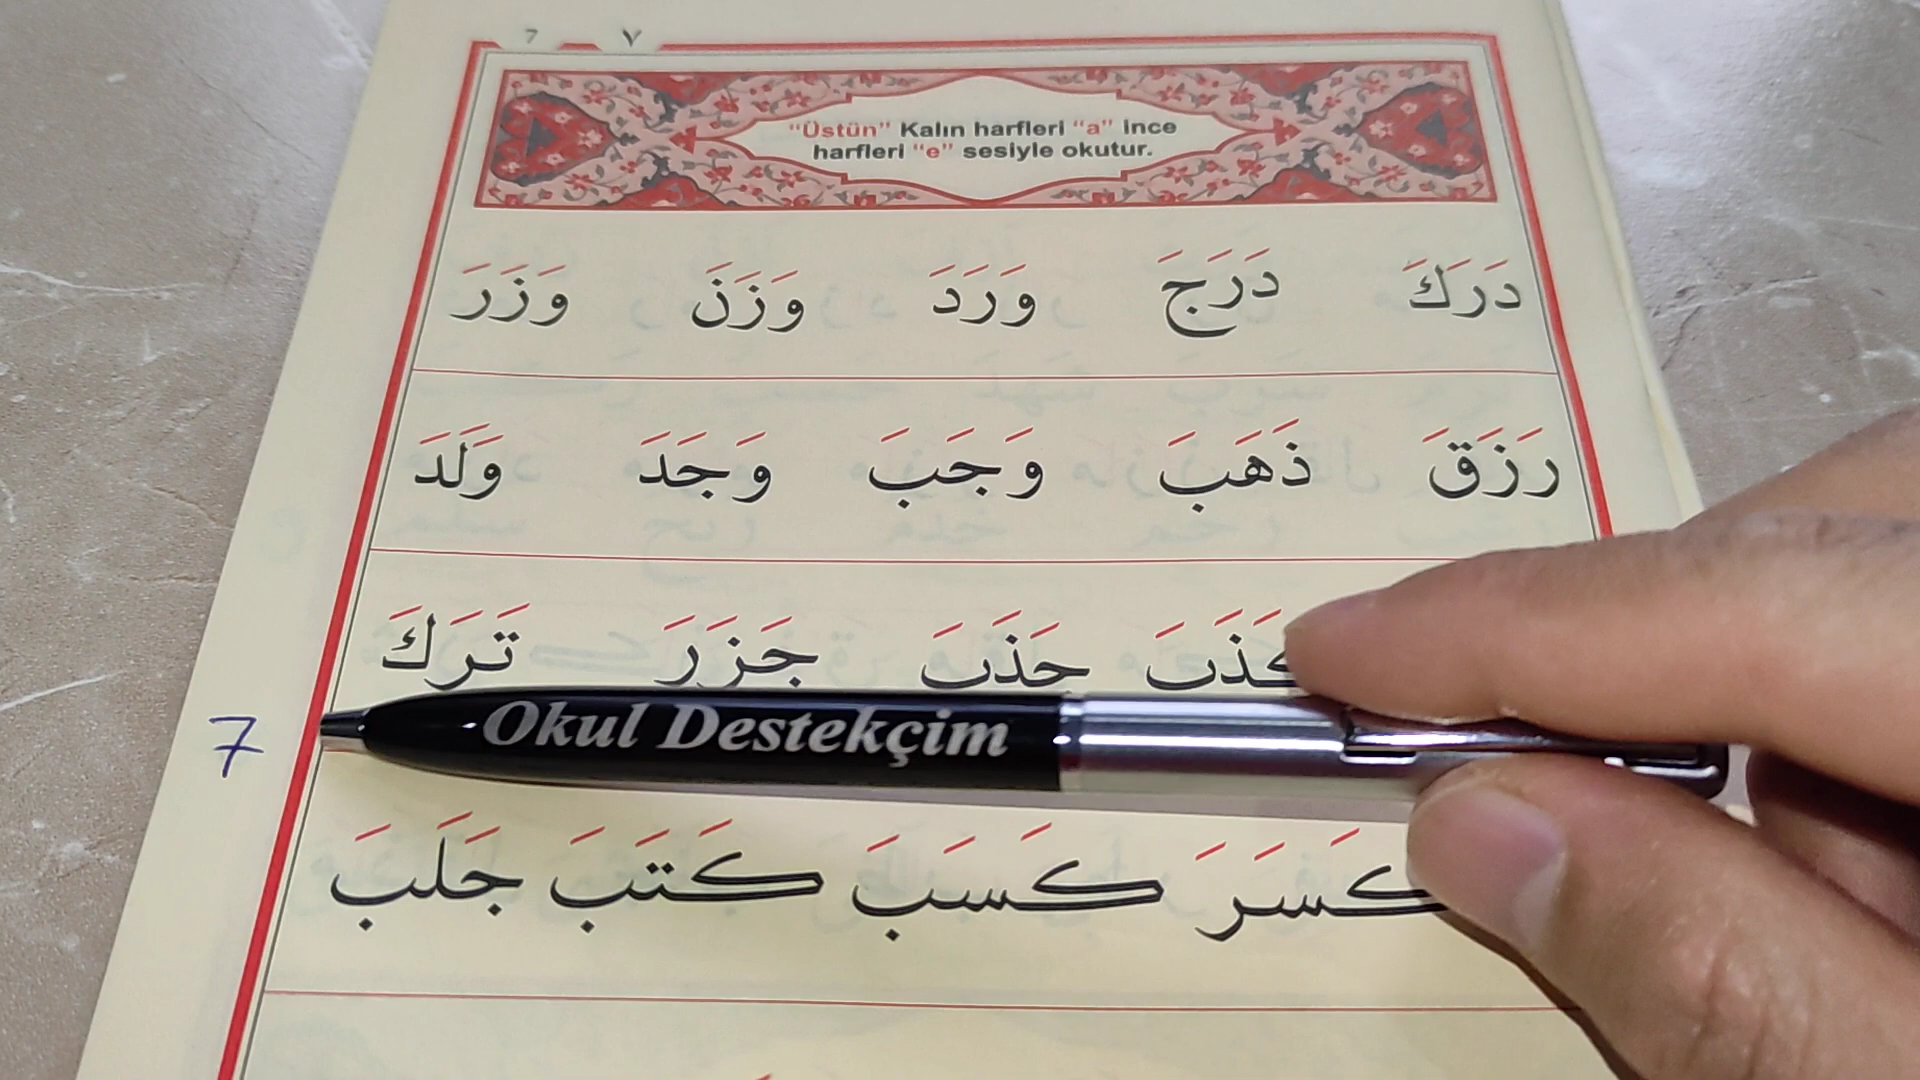 7 ٧
“Üstün” Kalın harfleri “a” ince
harfleri “e” sesiyle okutur.
دَرَكَ دَرَجَ وَرَدَ وَزَنَ وَزَرَ
رَزَقَ ذَهَبَ وَجَبَ وَجَدَ وَلَدَ
كَذَبَ جَذَبَ جَزَرَ تَرَكَ
7
Okul Destekçim
كَسَرَ كَسَبَ كَتَبَ جَلَبَ